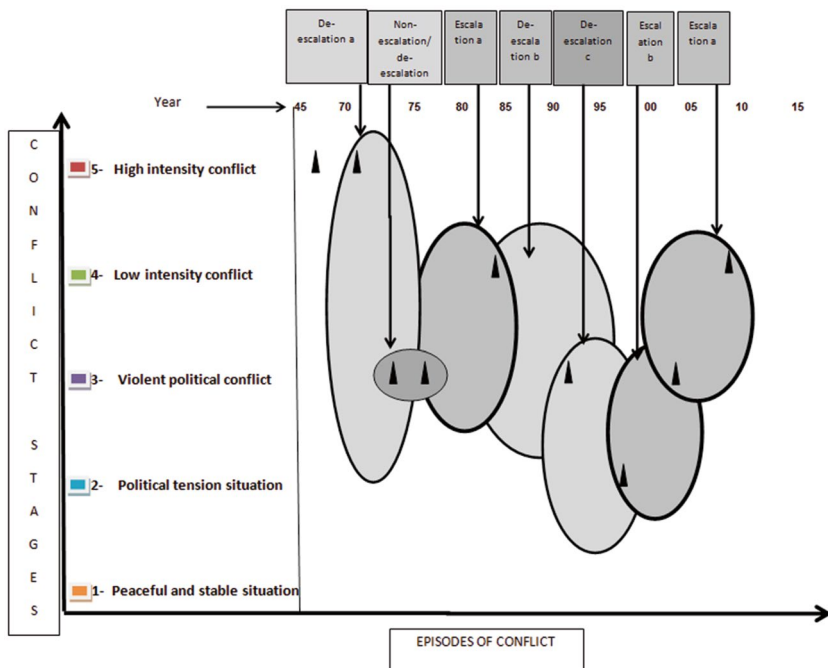 De-
escalation a
Non-
escalation/
de-
escalation
Escala
tion a
De-escala
tion b
De-
escalation
c
Escal
ation
b
Escala
tion a
Year
45 70 75 80 85 90 95 00 05 10 15
C
O
N
F
L
I
C
T
S
T
A
G
E
S
5- High intensity conflict
4- Low intensity conflict
3- Violent political conflict
2- Political tension situation
1- Peaceful and stable situation
EPISODES OF CONFLICT